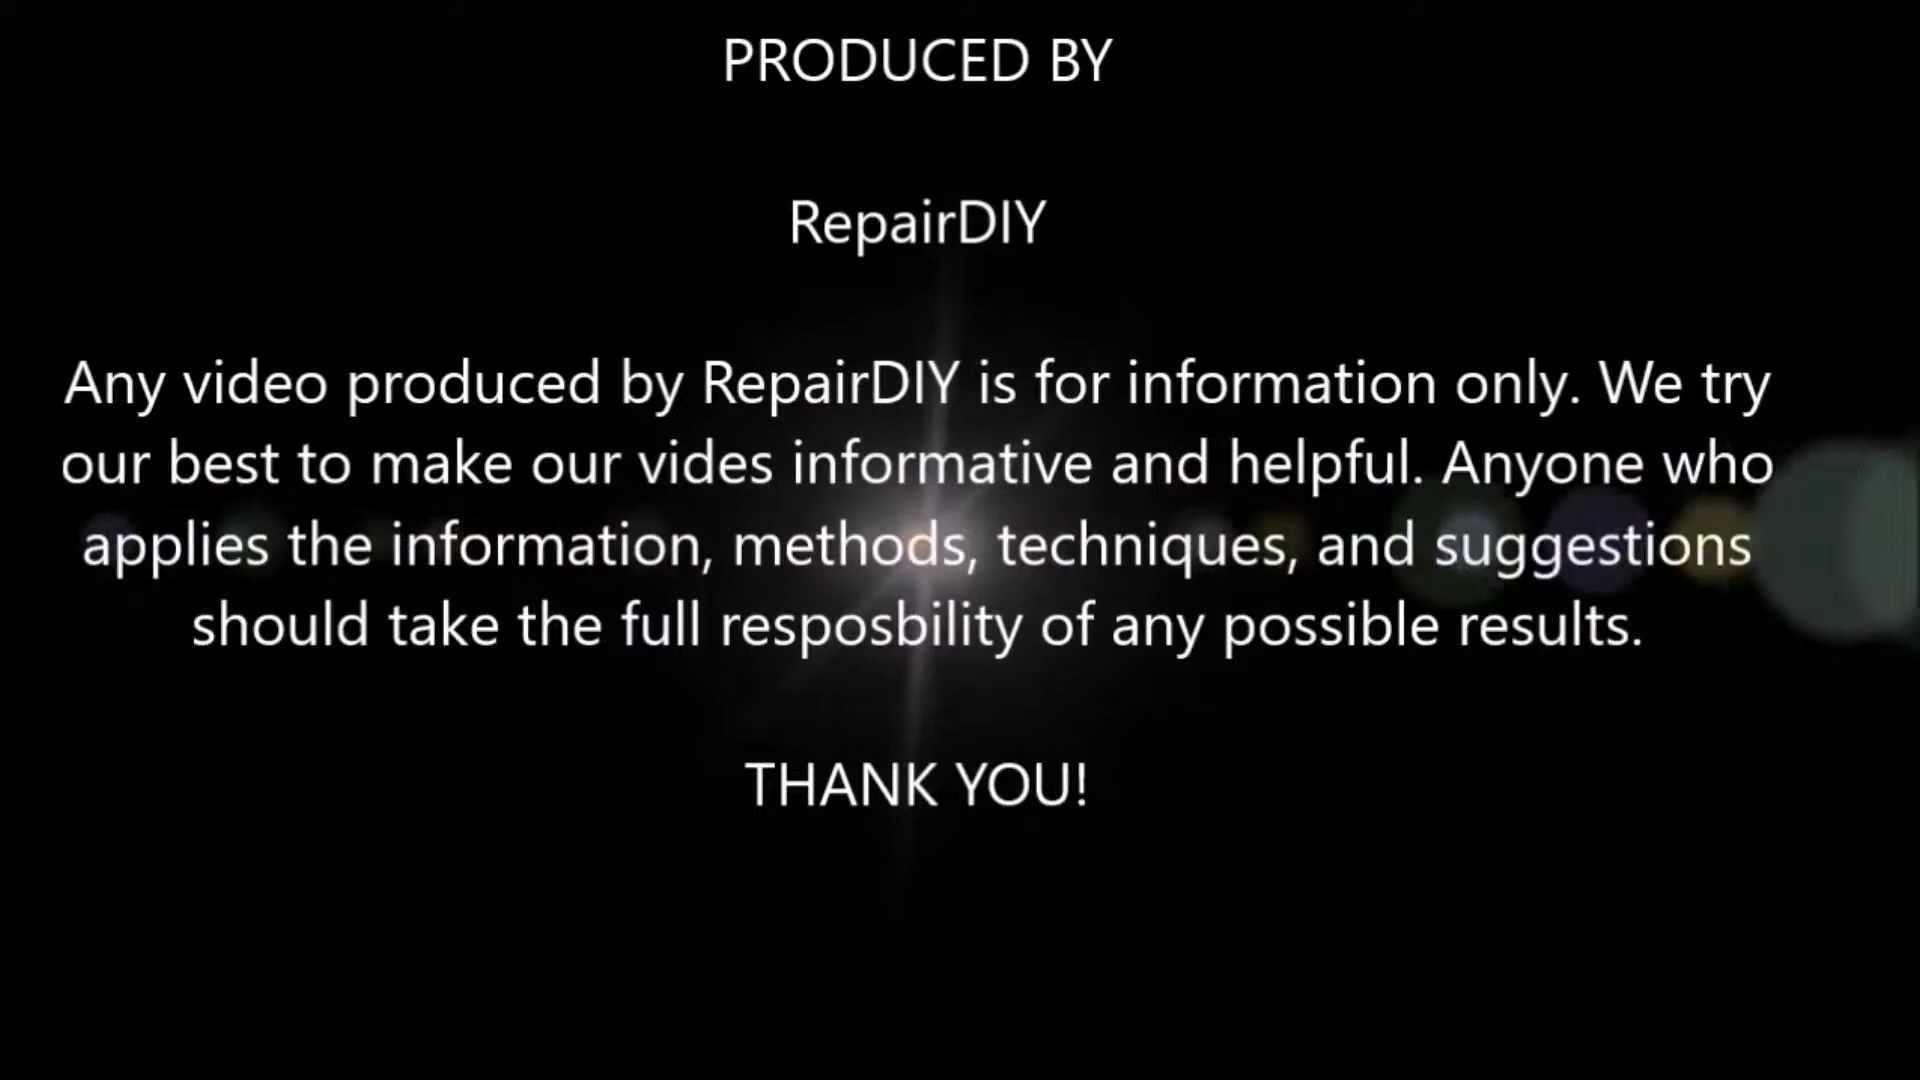 PRODUCED BY
RepairDIY
Any video produced by RepairDIY is for information only. We try
our best to make our vides informative and helpful. Anyone who
applies the information, methods, techniques, and suggestions
should take the full resposbility of any possible results.
THANK YOU!